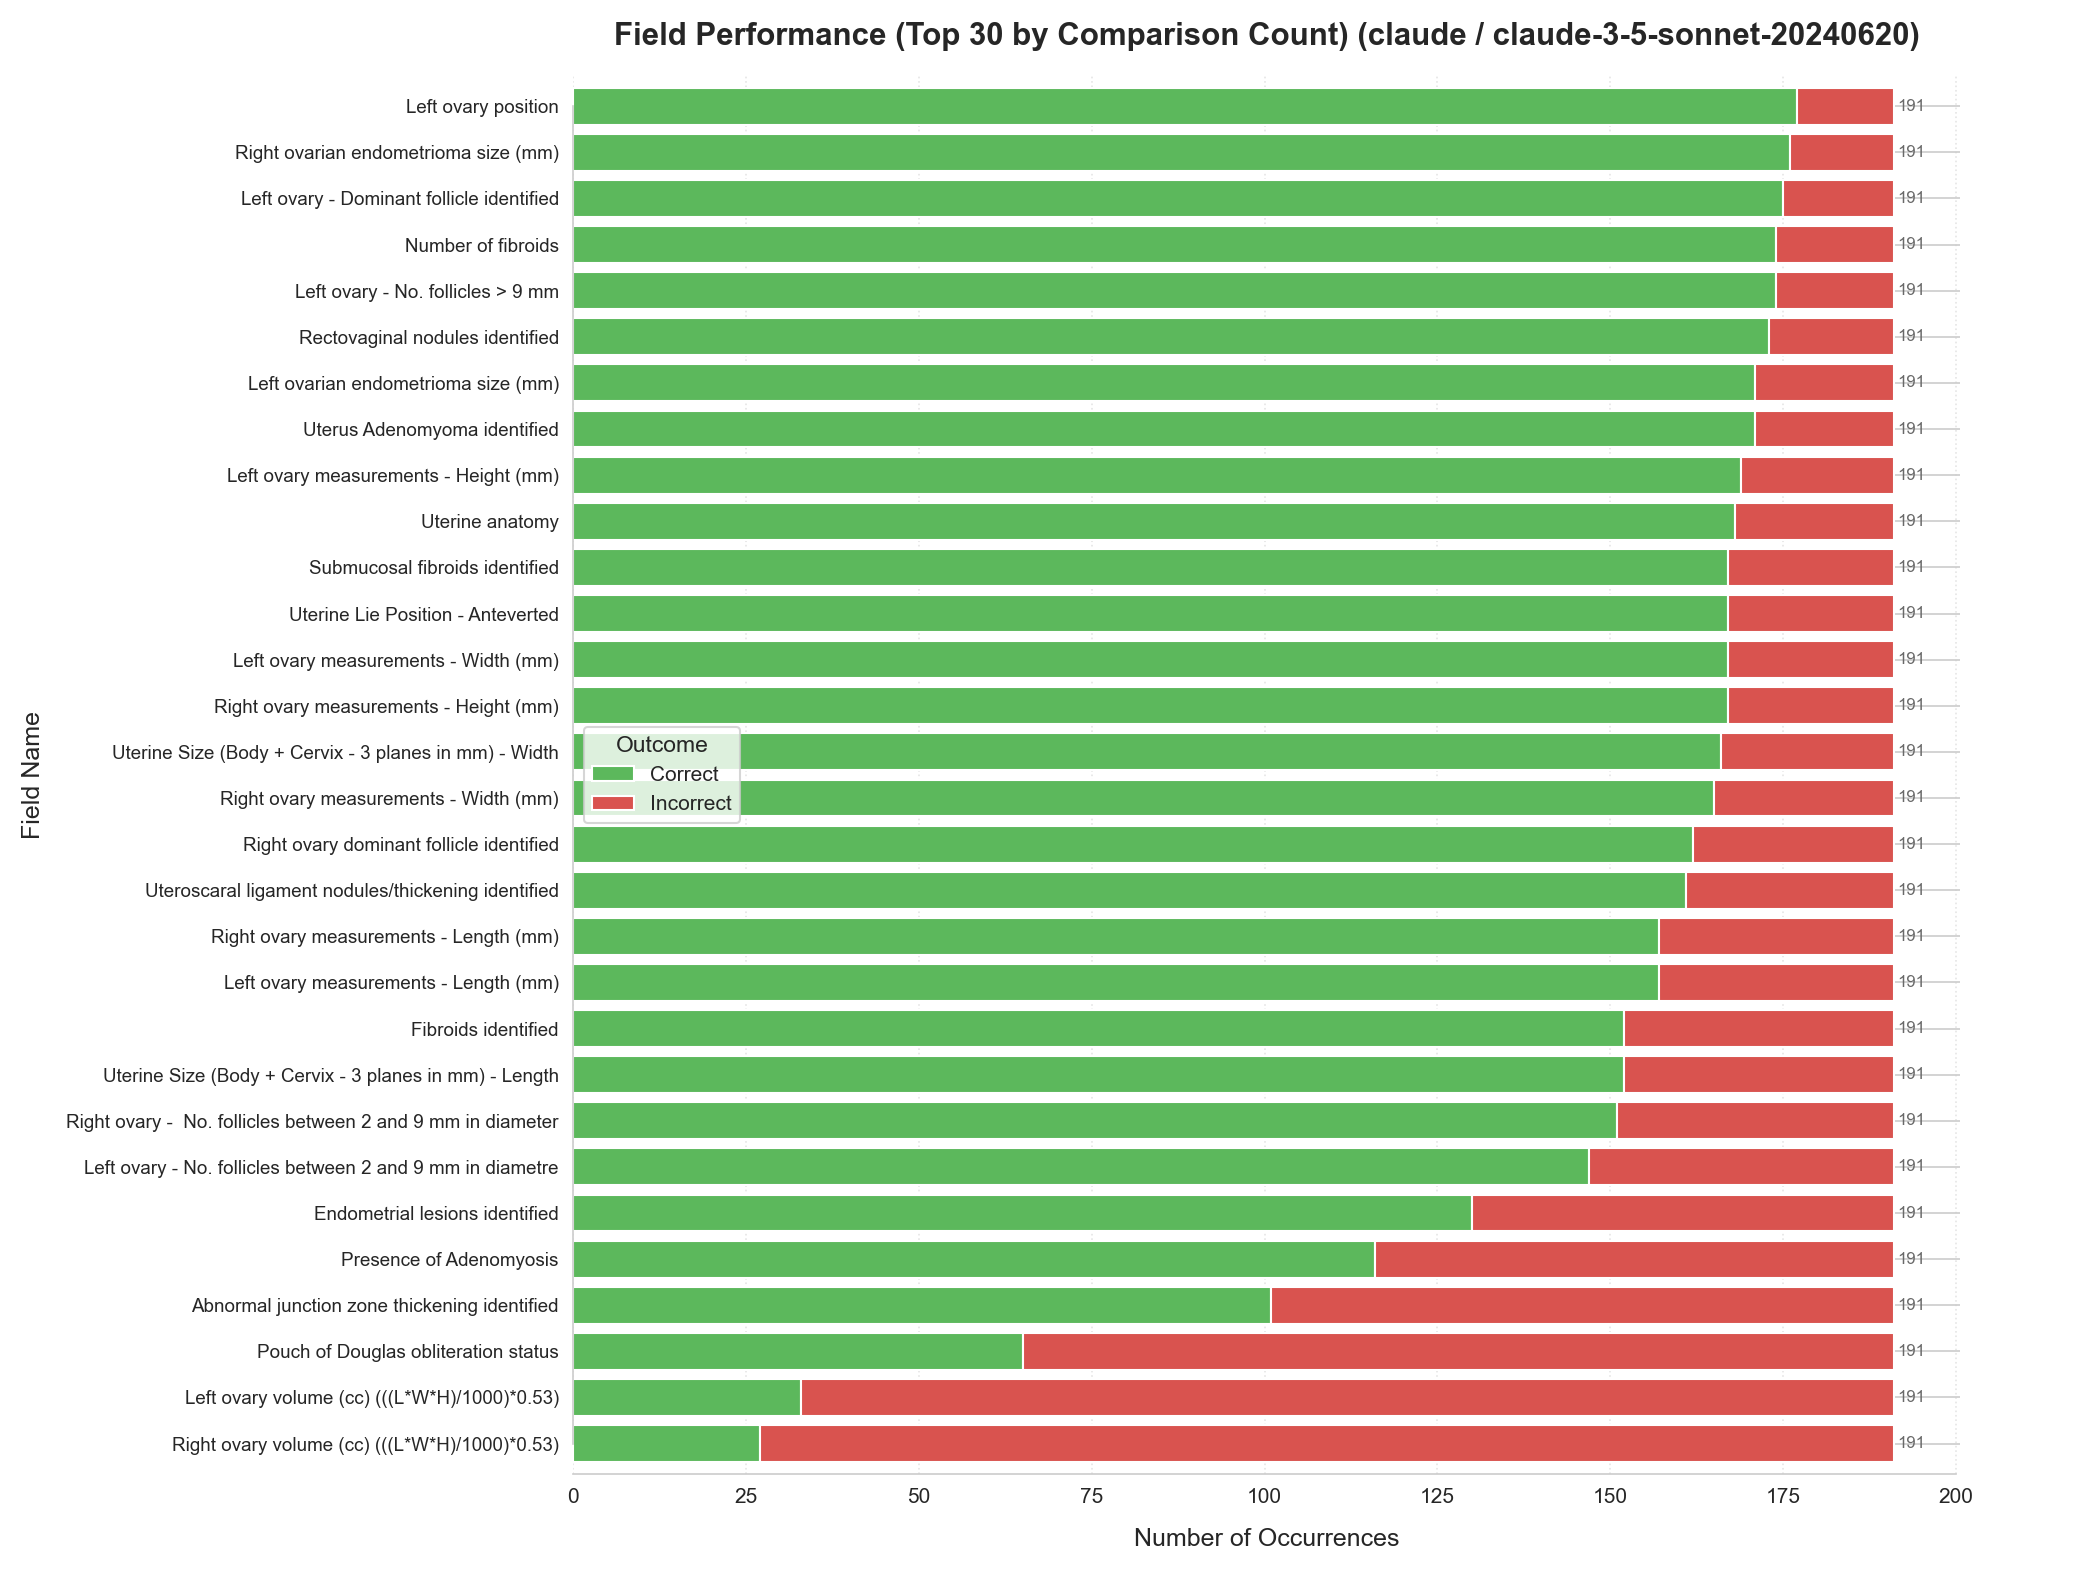 Field Performance (Top 30 by Comparison Count) (claude / claude-3-5-sonnet-20240620)
Left ovary position 191
Right ovarian endometrioma size (mm) 191
Left ovary - Dominant follicle identified 191
Number of fibroids 191
Left ovary - No. follicles > 9 mm 191
Rectovaginal nodules identified 191
Left ovarian endometrioma size (mm) 191
Uterus Adenomyoma identified 191
Left ovary measurements - Height (mm) 191
Uterine anatomy 191
Submucosal fibroids identified 191
Uterine Lie Position - Anteverted 191
Left ovary measurements - Width (mm) 191
Right ovary measurements - Height (mm) 191
Uterine Size (Body + Cervix - 3 planes in mm) - Width 191
Right ovary measurements - Width (mm) 191
Right ovary dominant follicle identified 191
Uteroscaral ligament nodules/thickening identified 191
Right ovary measurements - Length (mm) 191
Left ovary measurements - Length (mm) 191
Fibroids identified 191
Uterine Size (Body + Cervix - 3 planes in mm) - Length 191
Right ovary -  No. follicles between 2 and 9 mm in diameter 191
Left ovary - No. follicles between 2 and 9 mm in diametre 191
Endometrial lesions identified 191
Presence of Adenomyosis 191
Abnormal junction zone thickening identified 191
Pouch of Douglas obliteration status 191
Left ovary volume (cc) (((L*W*H)/1000)*0.53) 191
Right ovary volume (cc) (((L*W*H)/1000)*0.53) 191
Outcome
Correct
Incorrect
Field Name
0 25 50 75 100 125 150 175 200
Number of Occurrences